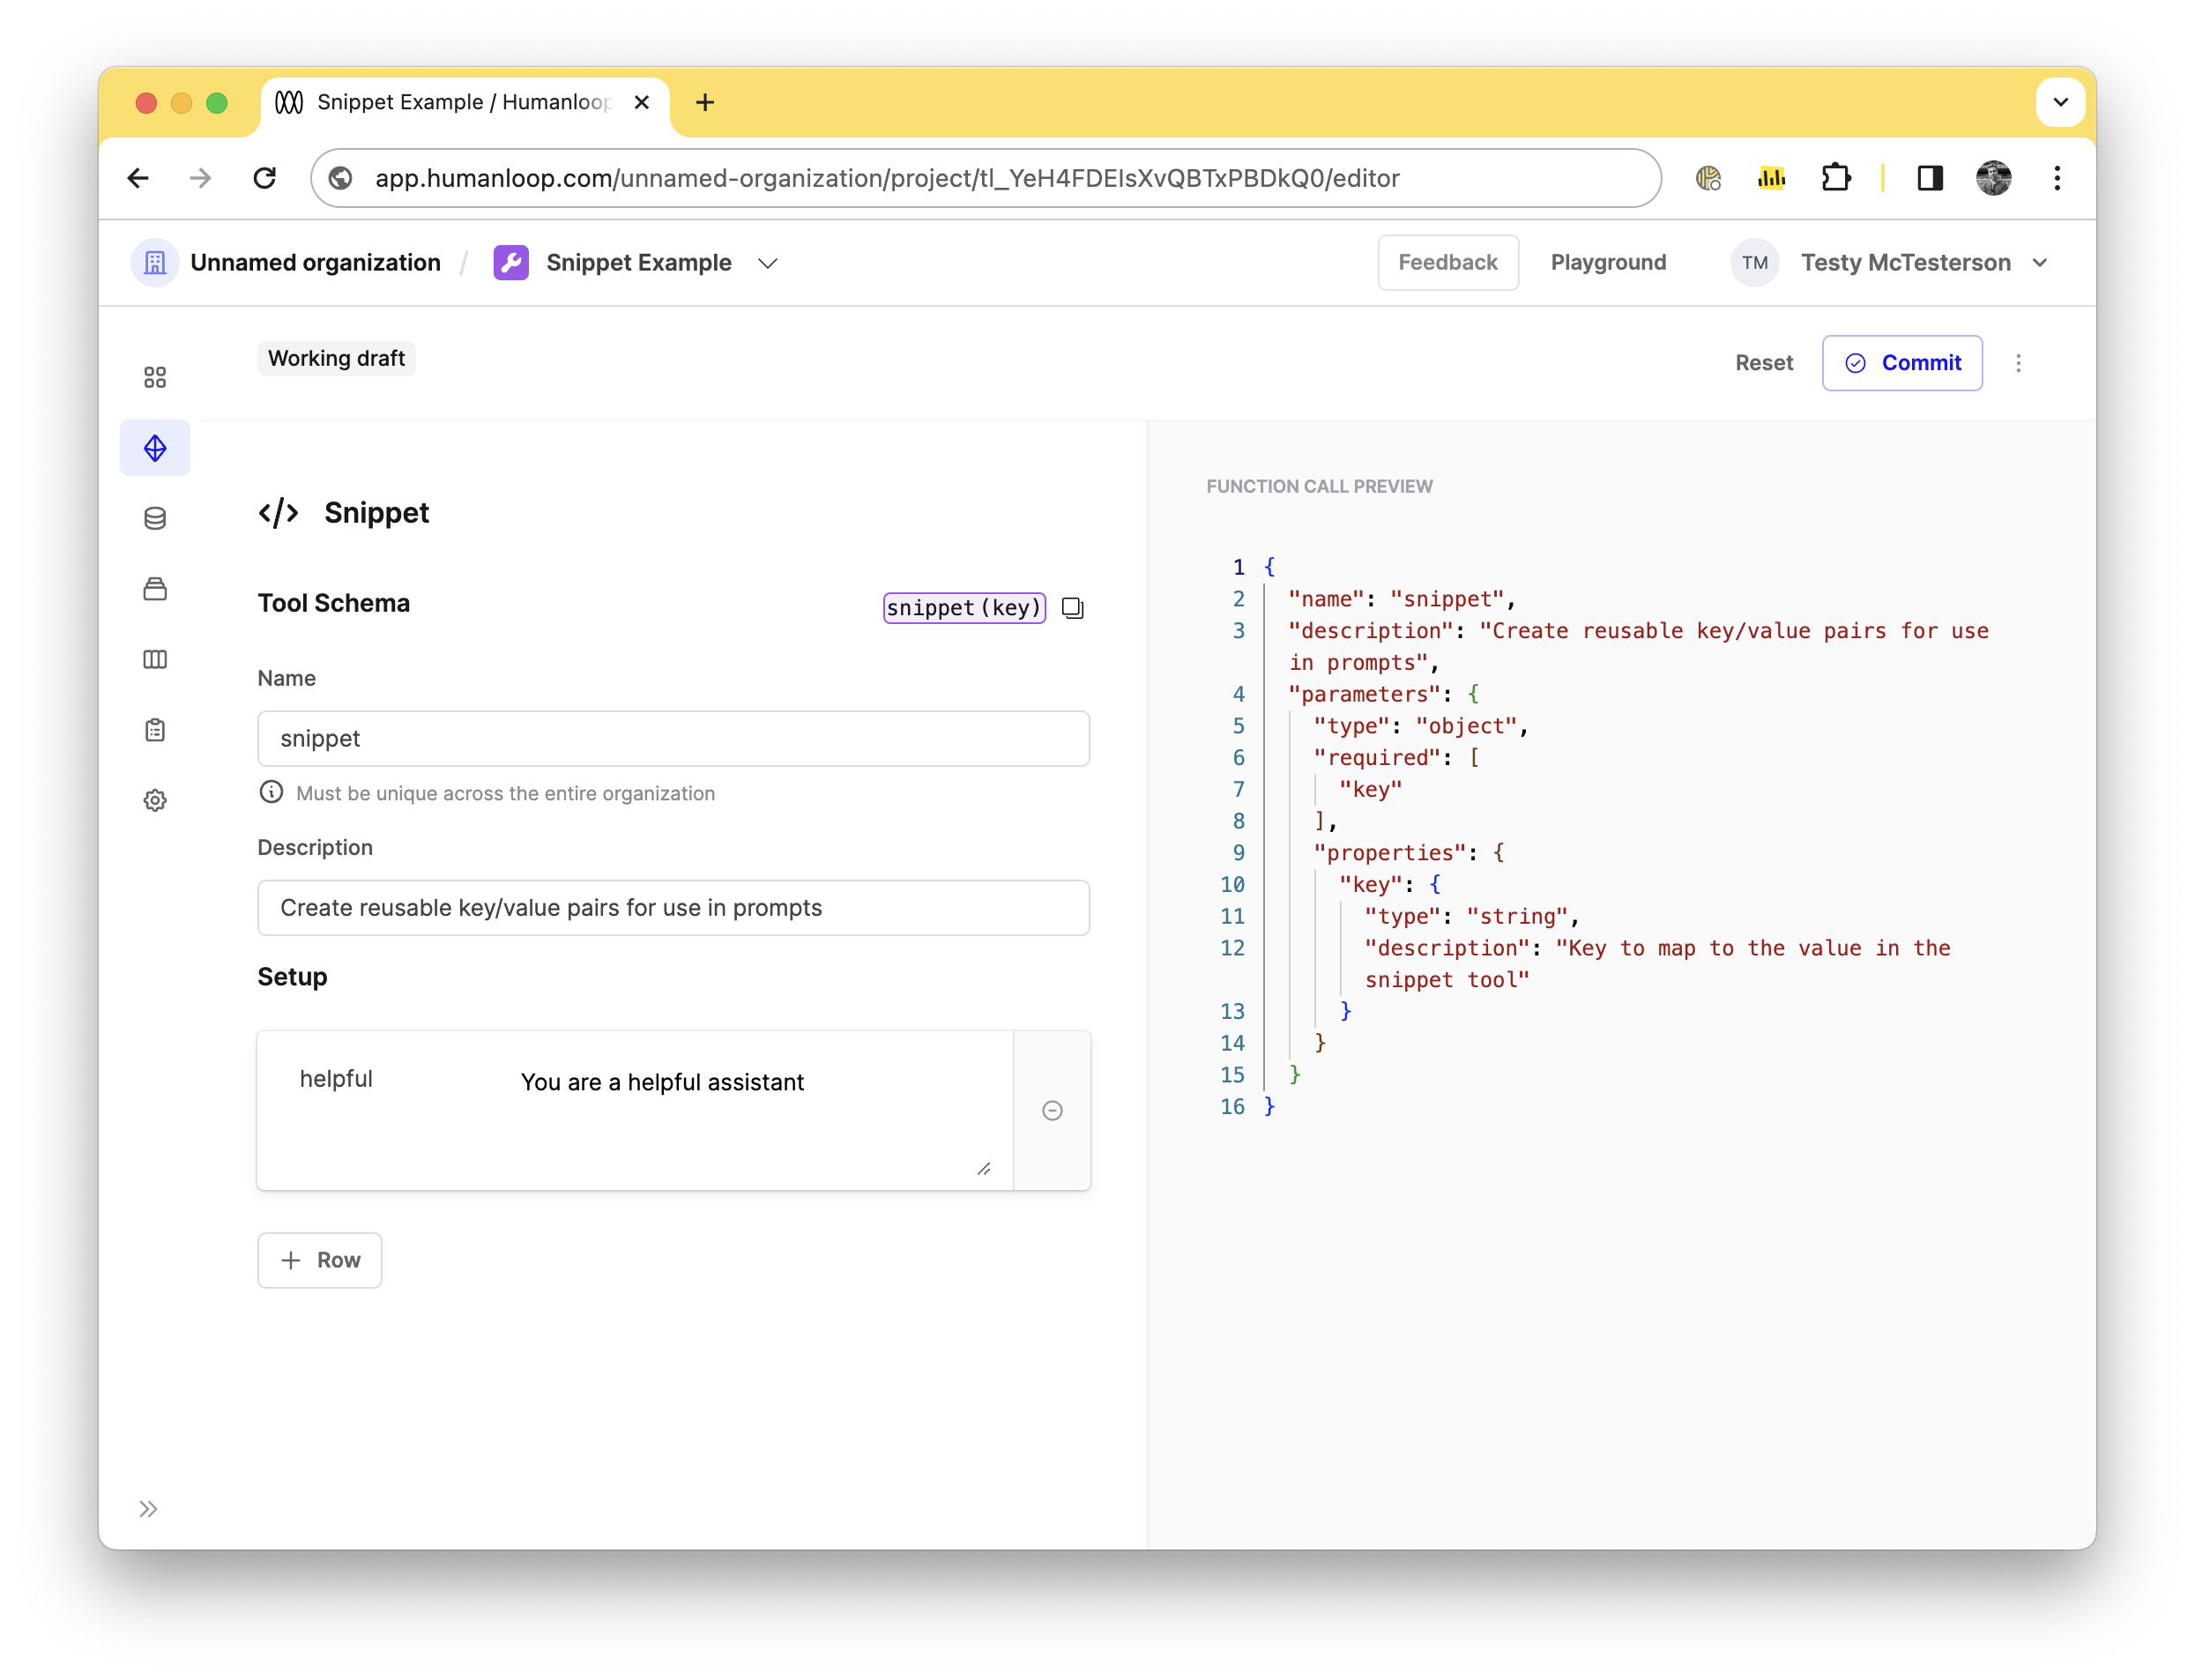 Snippet Example / Humanloop
app.humanloop.com/unnamed-organization/project/tl_YeH4FDEIsXvQBTxPBDkQ0/editor
Unnamed organization / Snippet Example
Feedback
Playground
TM
Testy McTesterson
Working draft
Reset
Commit
</> Snippet
Tool Schema
snippet(key)
Name
snippet
Must be unique across the entire organization
Description
Create reusable key/value pairs for use in prompts
Setup
helpful
You are a helpful assistant
+ Row
FUNCTION CALL PREVIEW
1 {
2 "name": "snippet",
3 "description": "Create reusable key/value pairs for use
in prompts",
4 "parameters": {
5 "type": "object",
6 "required": [
7 "key"
8 ],
9 "properties": {
10 "key": {
11 "type": "string",
12 "description": "Key to map to the value in the
snippet tool"
13 }
14 }
15 }
16 }